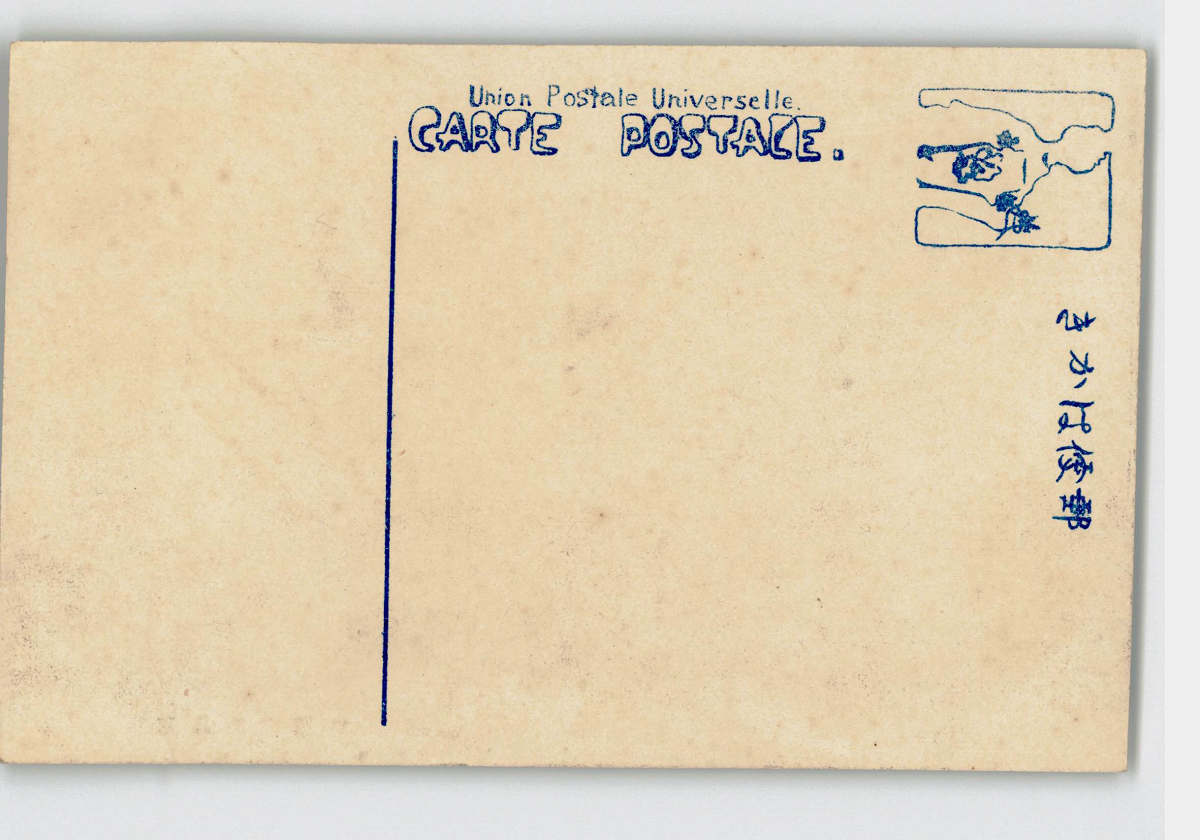 Union Postale Universelle.
CARTE POSTALE.
きかは便郵